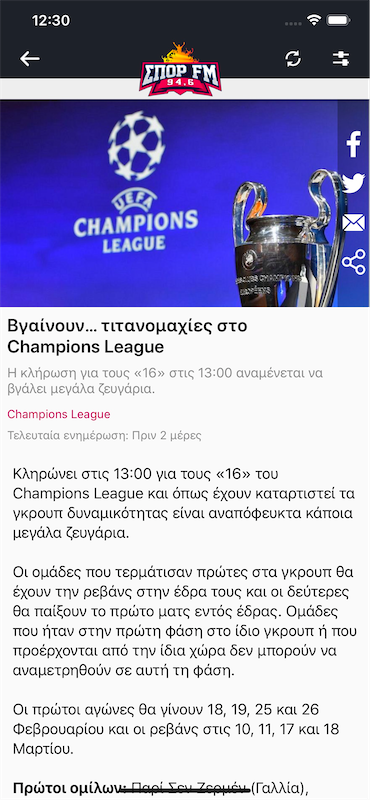 12:30
ΣΠΟΡ FM
94.6
UEFA
CHAMPIONS
LEAGUE
Βγαίνουν... τιτανομαχίες στο
Champions League
Η κλήρωση για τους «16» στις 13:00 αναμένεται να
βγάλει μεγάλα ζευγάρια.
Champions League
Τελευταία ενημέρωση: Πριν 2 μέρες
Κληρώνει στις 13:00 για τους «16» του
Champions League και όπως έχουν καταρτιστεί τα
γκρουπ δυναμικότητας είναι αναπόφευκτα κάποια
μεγάλα ζευγάρια.
Οι ομάδες που τερμάτισαν πρώτες στα γκρουπ θα
έχουν την ρεβάνς στην έδρα τους και οι δεύτερες
θα παίξουν το πρώτο ματς εντός έδρας. Ομάδες
που ήταν στην πρώτη φάση στο ίδιο γκρουπ ή που
προέρχονται από την ίδια χώρα δεν μπορούν να
αναμετρηθούν σε αυτή τη φάση.
Οι πρώτοι αγώνες θα γίνουν 18, 19, 25 και 26
Φεβρουαρίου και οι ρεβάνς στις 10, 11, 17 και 18
Μαρτίου.
Πρώτοι ομίλων: Παρί Σεν Ζερμέν (Γαλλία),